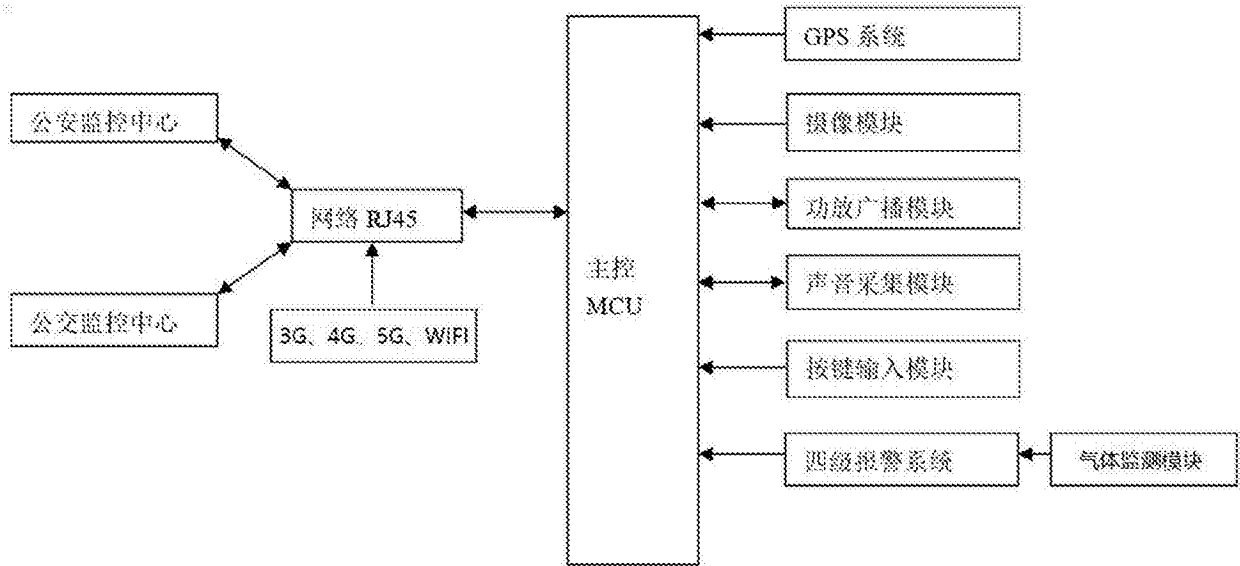 GPS 系统
公安监控中心
摄像模块
网络 RJ45
功放广播模块
主控
MCU
声音采集模块
公交监控中心
3G、4G、5G、WIFI
按键输入模块
四级报警系统
气体监测模块